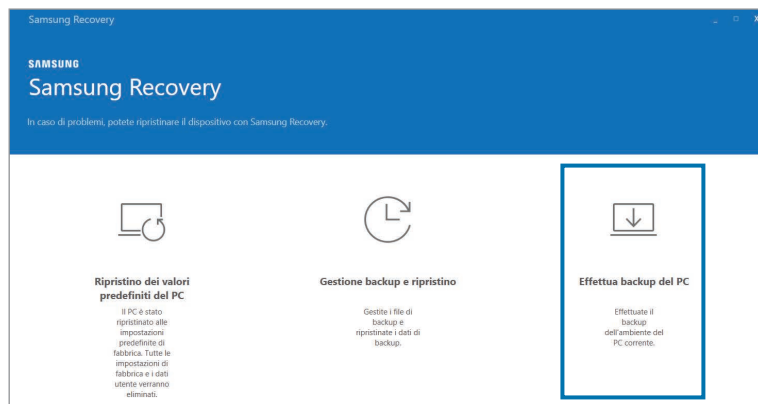 Samsung Recovery
SAMSUNG
Samsung Recovery
In caso di problemi, potete ripristinare il dispositivo con Samsung Recovery.
Ripristino dei valori
predefiniti del PC
Il PC è stato
ripristinato alle
impostazioni
predefinite di
fabbrica. Tutte le
impostazioni di
fabbrica e i dati
utente verranno
eliminati.
Gestione backup e ripristino
Gestite i file di
backup e
ripristinate i dati di
backup.
Effettua backup del PC
Effettuate il
backup
dell'ambiente del
PC corrente.